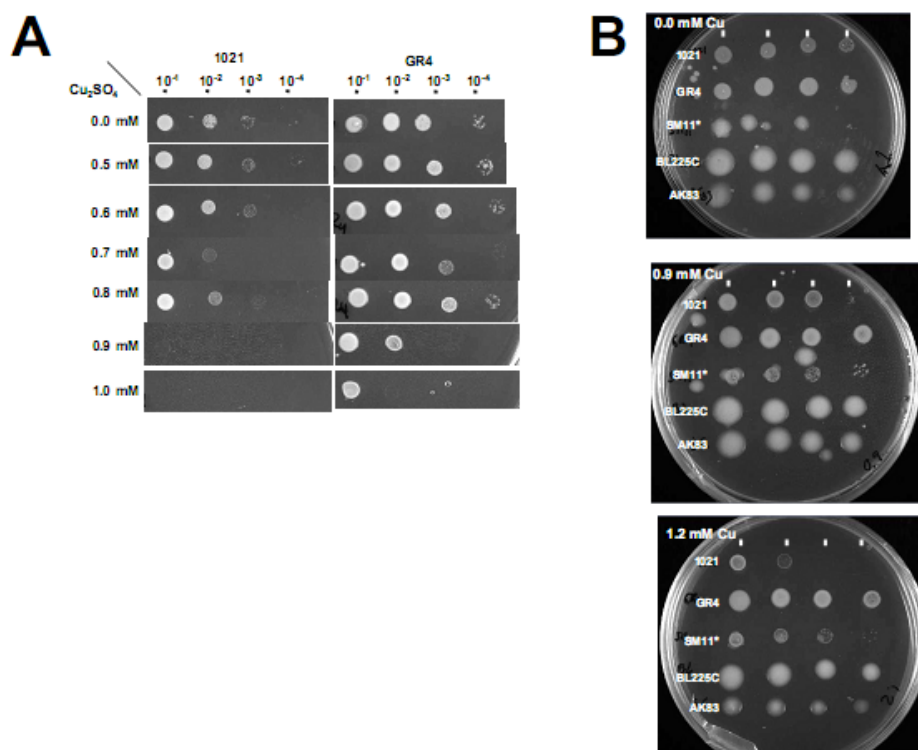 A
1021
GR4
Cu₂SO₄
10⁻¹ 10⁻² 10⁻³ 10⁻⁴
10⁻¹ 10⁻² 10⁻³ 10⁻⁴
0.0 mM
0.5 mM
0.6 mM
0.7 mM
0.8 mM
0.9 mM
1.0 mM
B
0.0 mM Cu
1021
GR4
SM11*
BL225C
AK83
0.9 mM Cu
1021
GR4
SM11*
BL225C
AK83
0.9
1.2 mM Cu
1021
GR4
SM11*
BL225C
AK83